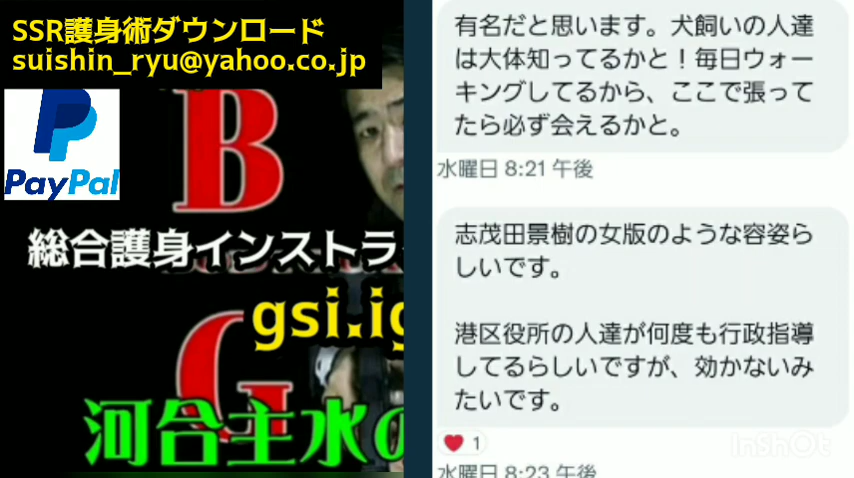 SSR護身術ダウンロード
suishin_ryu@yahoo.co.jp
B
PayPal
総合護身インストラ
gsi.ig
G
河合主水の
有名だと思います。犬飼いの人達
は大体知ってるかと！毎日ウォー
キングしてるから、ここで張って
たら必ず会えるかと。
水曜日 8:21 午後
志茂田景樹の女版のような容姿ら
しいです。
港区役所の人達が何度も行政指導
してるらしいですが、効かないみ
たいです。
1
InShOt
水曜日 8:23 午後